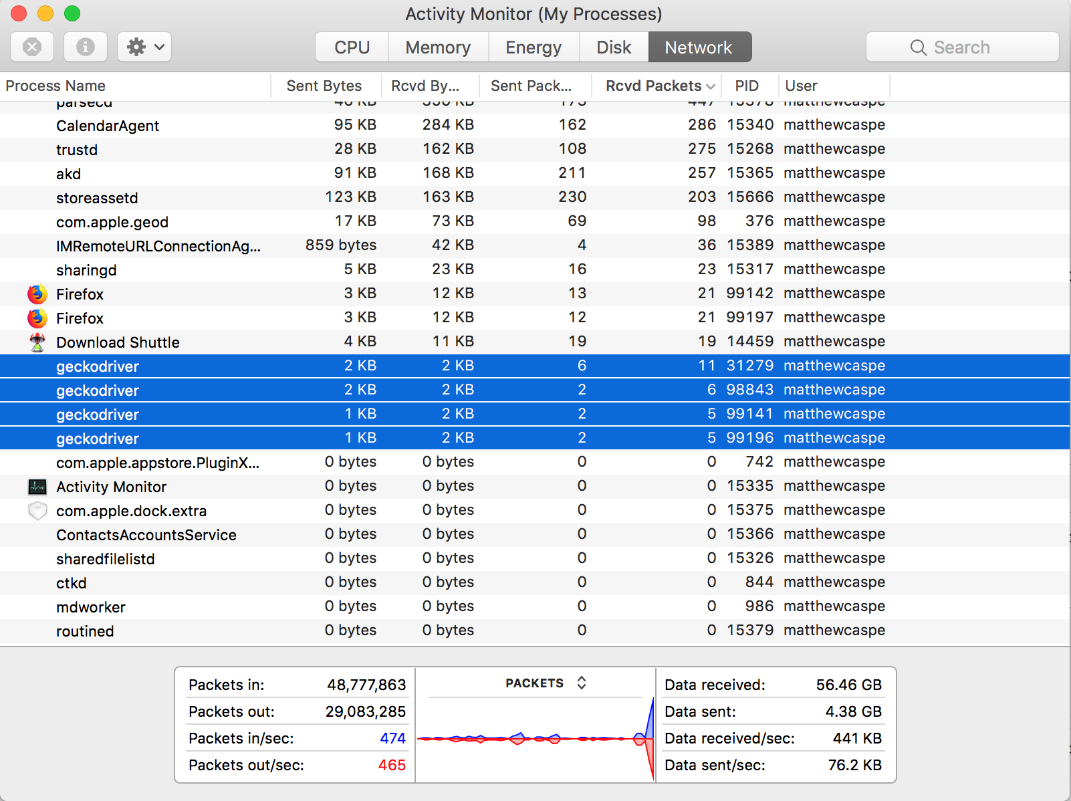 Activity Monitor (My Processes)
CPU Memory Energy Disk Network Search
Process Name Sent Bytes Rcvd By... Sent Pack... Rcvd Packets PID User
parsecd 447 15378 matthewcaspe
CalendarAgent 95 KB 284 KB 162 286 15340 matthewcaspe
trustd 28 KB 162 KB 108 275 15268 matthewcaspe
akd 91 KB 168 KB 211 257 15365 matthewcaspe
storeassetd 123 KB 163 KB 230 203 15666 matthewcaspe
com.apple.geod 17 KB 73 KB 69 98 376 matthewcaspe
IMRemoteURLConnectionAg... 859 bytes 42 KB 4 36 15389 matthewcaspe
sharingd 5 KB 23 KB 16 23 15317 matthewcaspe
Firefox 3 KB 12 KB 13 21 99142 matthewcaspe
Firefox 3 KB 12 KB 12 21 99197 matthewcaspe
Download Shuttle 4 KB 11 KB 19 19 14459 matthewcaspe
geckodriver 2 KB 2 KB 6 11 31279 matthewcaspe
geckodriver 2 KB 2 KB 2 6 98843 matthewcaspe
geckodriver 1 KB 2 KB 2 5 99141 matthewcaspe
geckodriver 1 KB 2 KB 2 5 99196 matthewcaspe
com.apple.appstore.PluginX... 0 bytes 0 bytes 0 0 742 matthewcaspe
Activity Monitor 0 bytes 0 bytes 0 0 15335 matthewcaspe
com.apple.dock.extra 0 bytes 0 bytes 0 0 15375 matthewcaspe
ContactsAccountsService 0 bytes 0 bytes 0 0 15366 matthewcaspe
sharedfilelistd 0 bytes 0 bytes 0 0 15326 matthewcaspe
ctkd 0 bytes 0 bytes 0 0 844 matthewcaspe
mdworker 0 bytes 0 bytes 0 0 986 matthewcaspe
routined 0 bytes 0 bytes 0 0 15379 matthewcaspe
Packets in: 48,777,863 PACKETS Data received: 56.46 GB
Packets out: 29,083,285 Data sent: 4.38 GB
Packets in/sec: 474 Data received/sec: 441 KB
Packets out/sec: 465 Data sent/sec: 76.2 KB